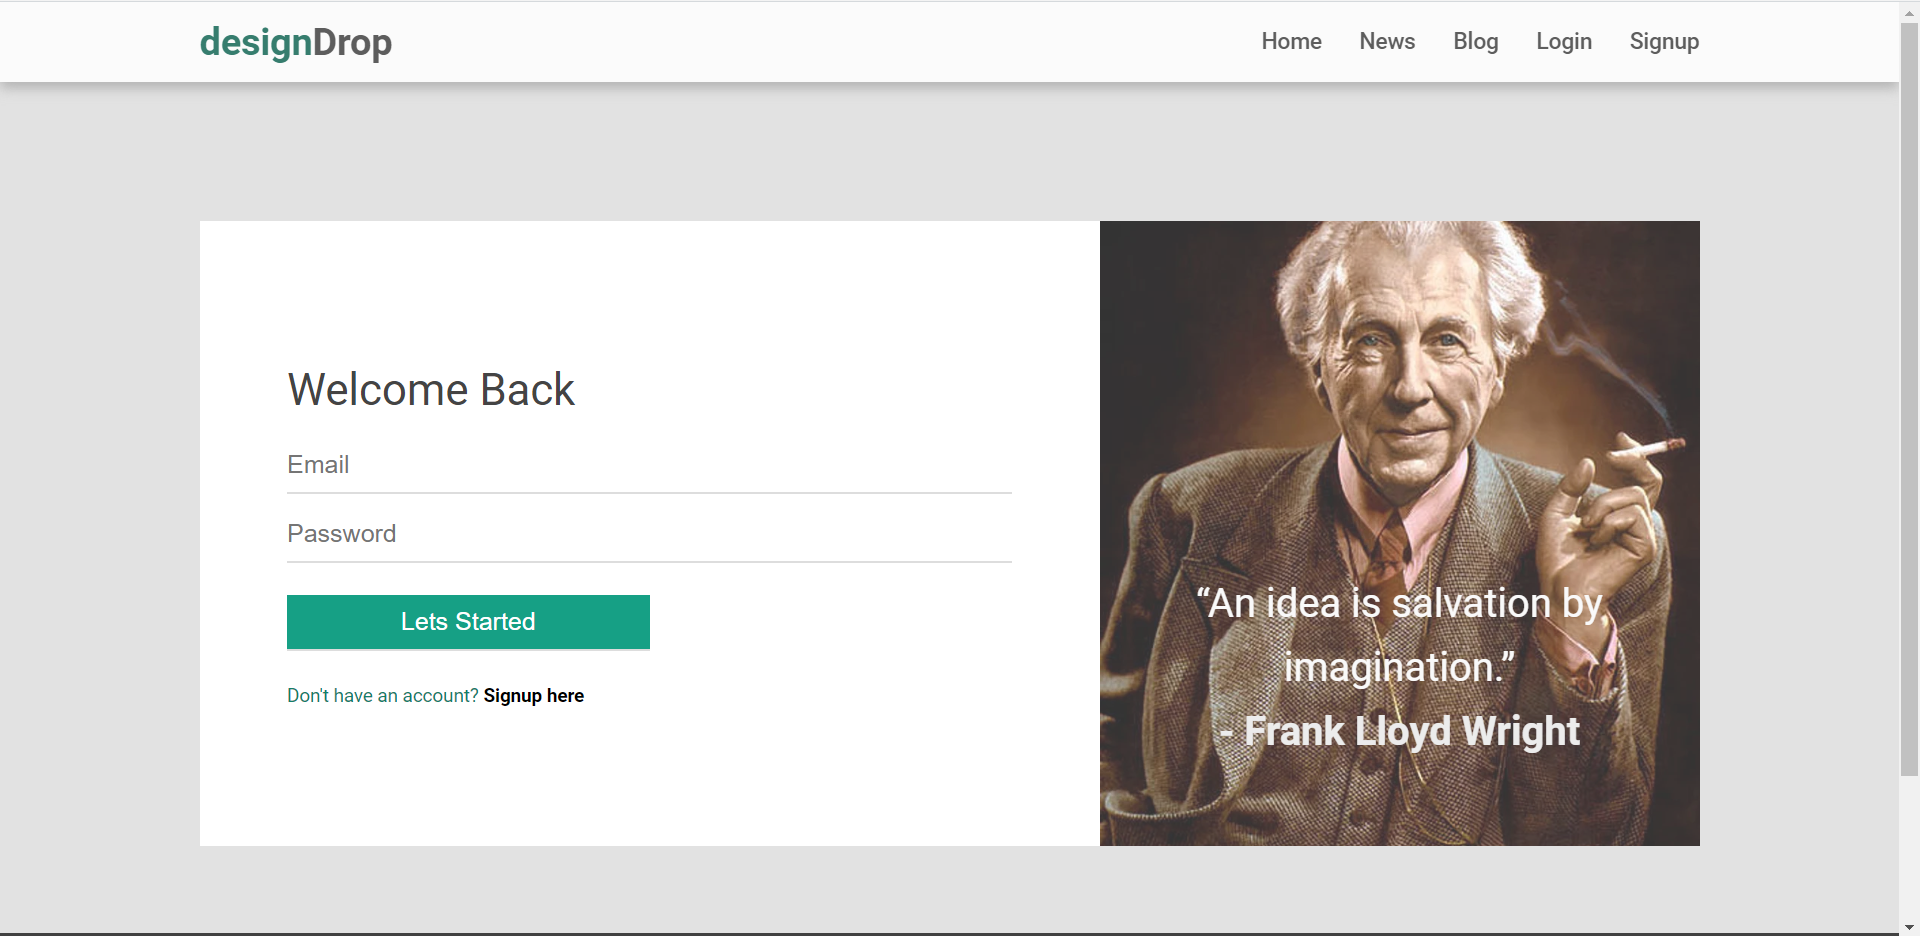 designDrop
Home News Blog Login Signup
Welcome Back
Email
Password
Lets Started
Don't have an account? Signup here
“An idea is salvation by
imagination.”
- Frank Lloyd Wright